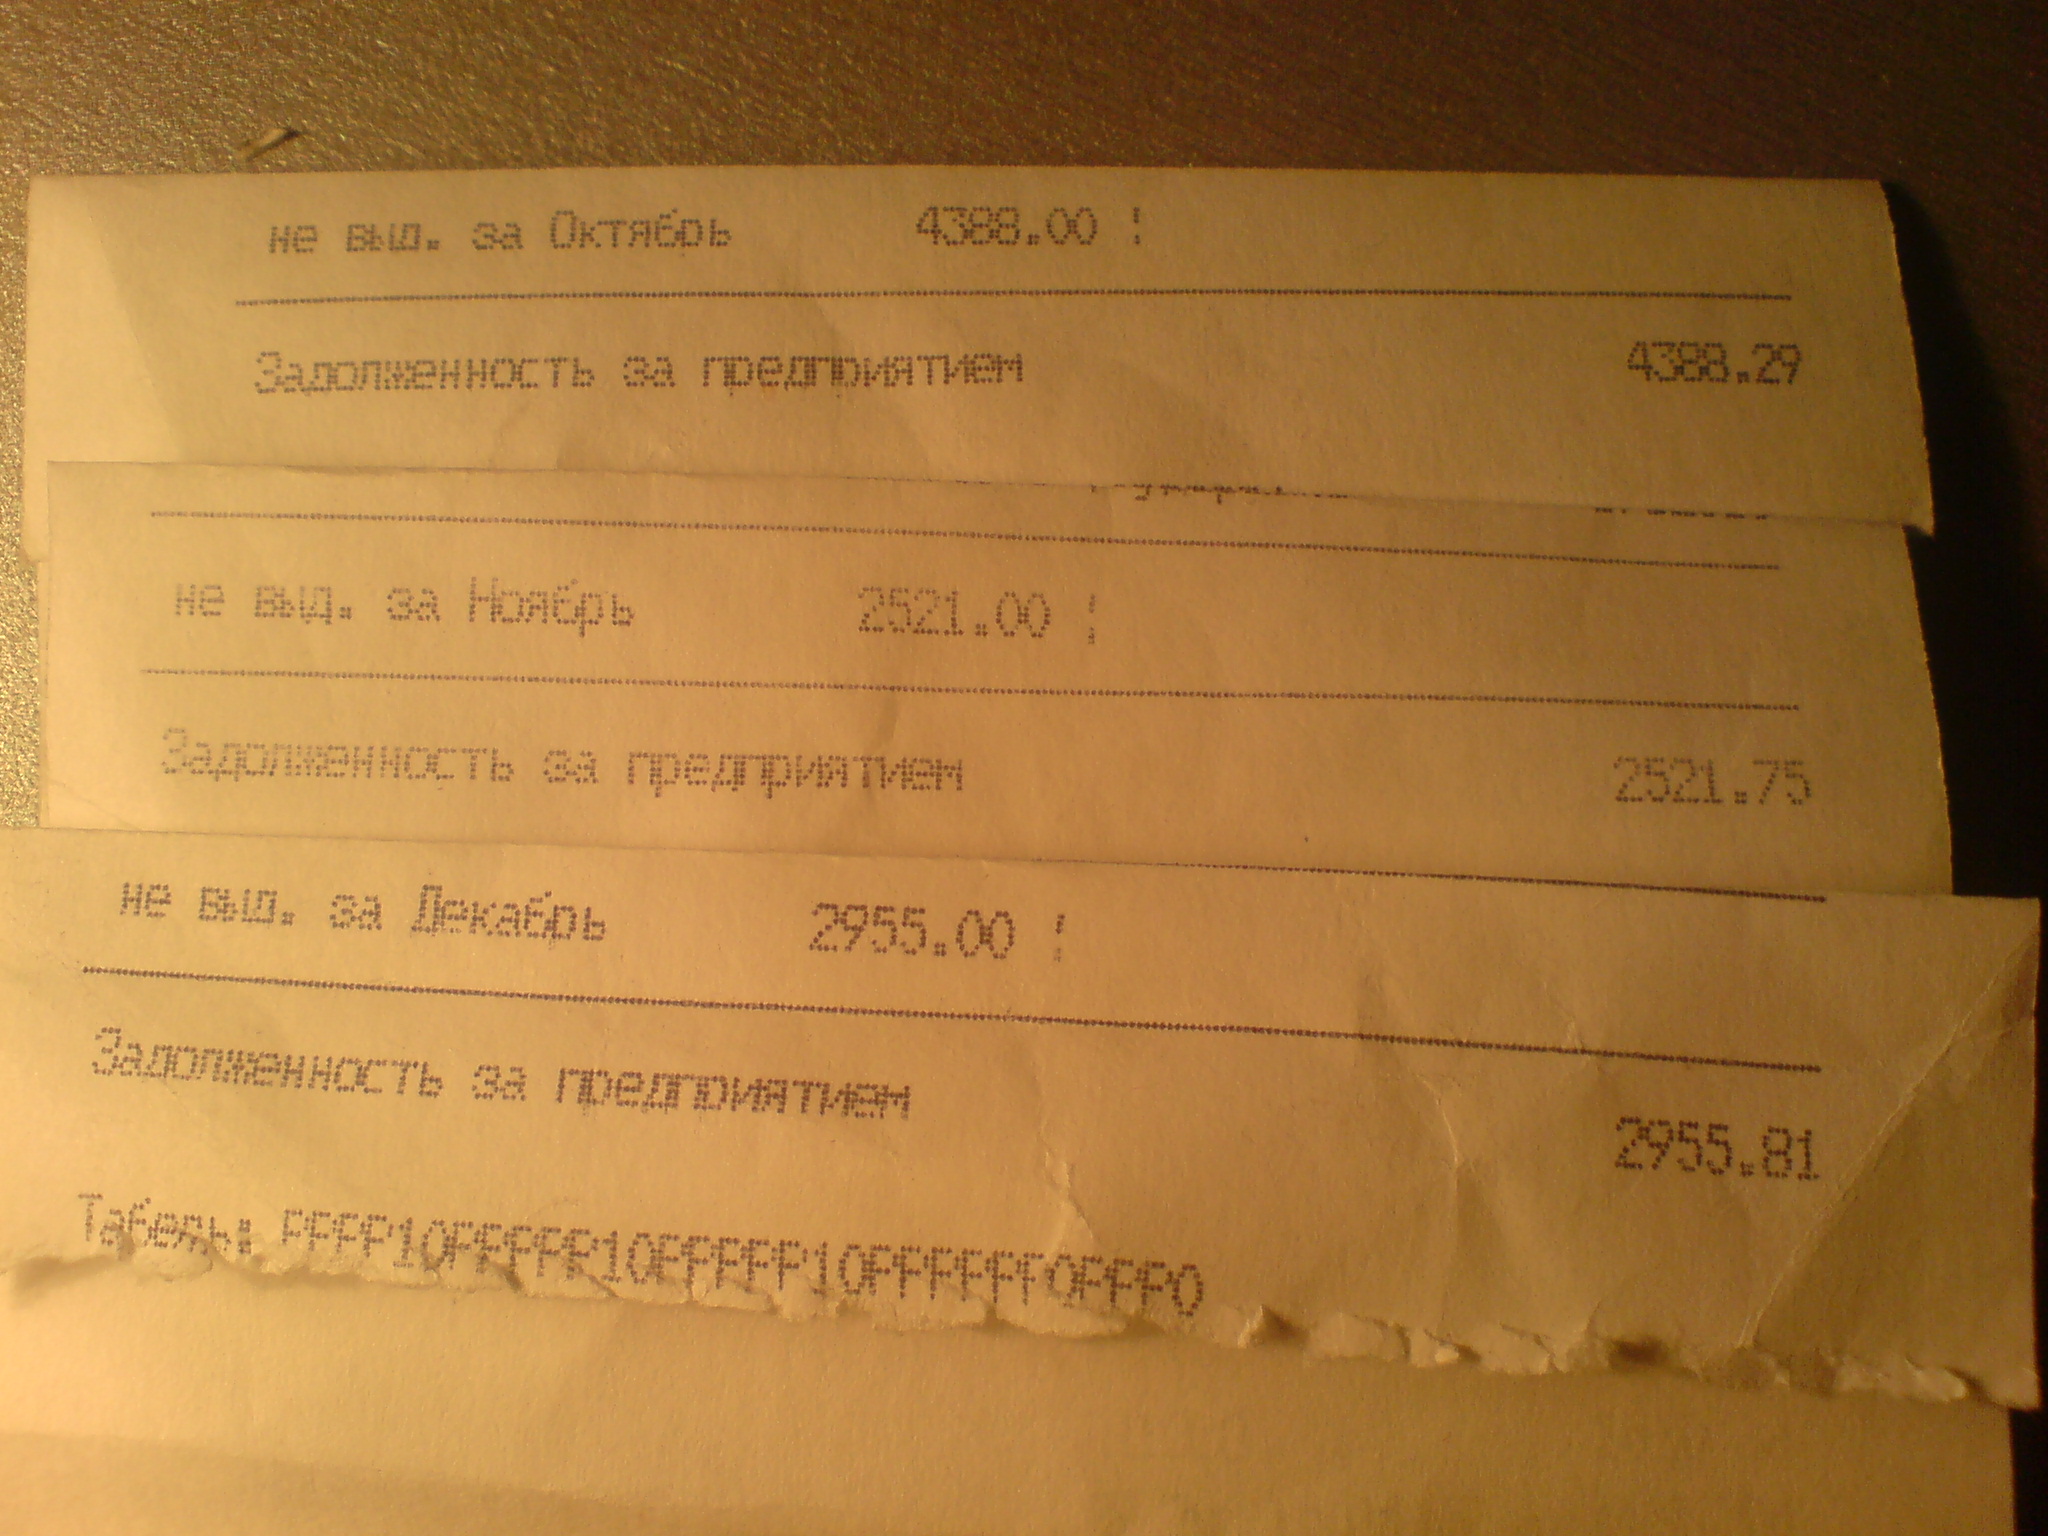 не выд. за Октябрь 4388.00 !
Задолженность за предприятием 4388.29
не выд. за Ноябрь 2521.00 !
Задолженность за предприятием 2521.75
не выд. за Декабрь 2955.00 !
Задолженность за предприятием 2955.81
Табель: